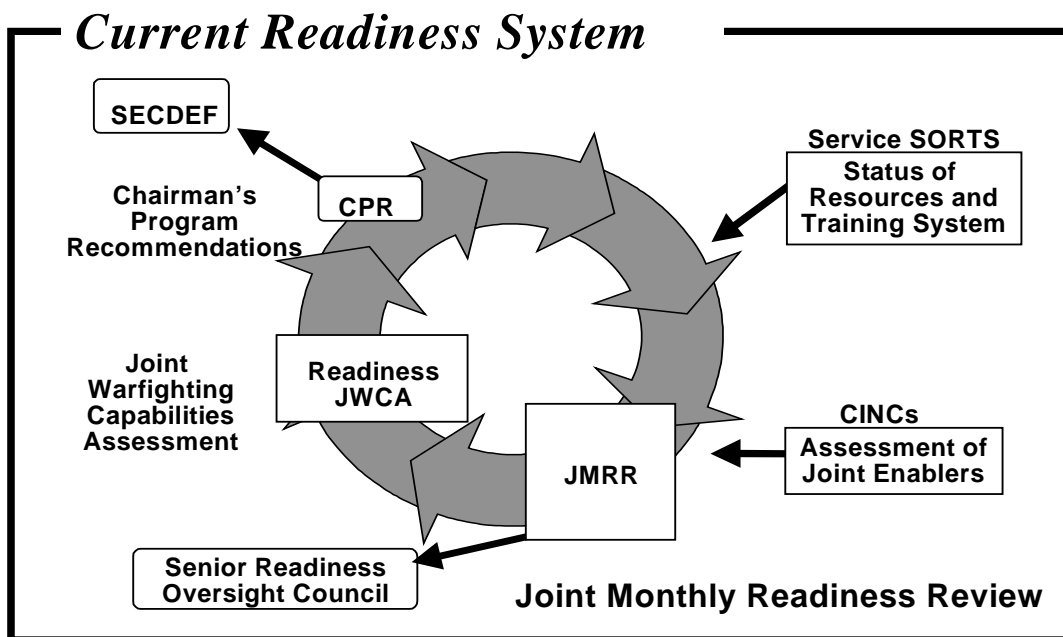 Current Readiness System
SECDEF
CPR
Chairman’s
Program
Recommendations
Service SORTS
Status of
Resources and
Training System
Joint
Warfighting
Capabilities
Assessment
Readiness
JWCA
JMRR
CINCs
Assessment of
Joint Enablers
Senior Readiness
Oversight Council
Joint Monthly Readiness Review